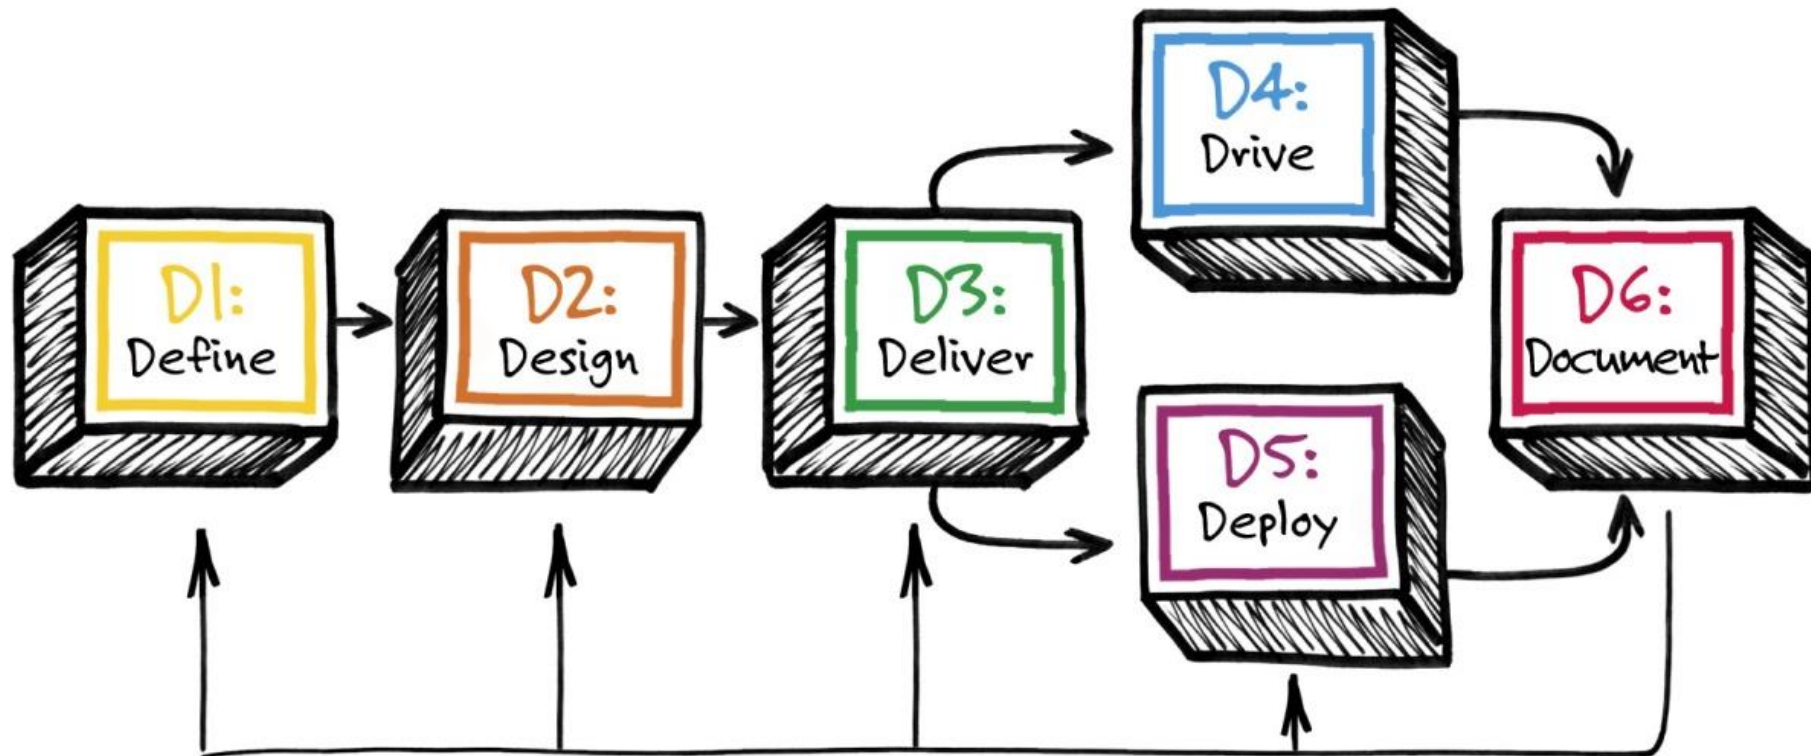 D1:
Define
D2:
Design
D3:
Deliver
D4:
Drive
D5:
Deploy
D6:
Document